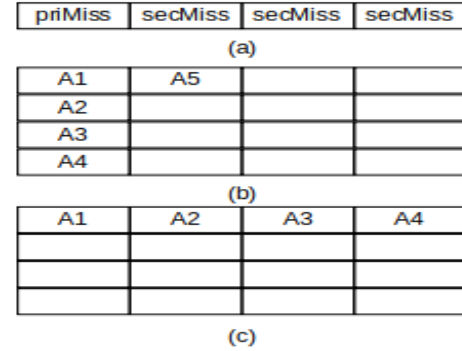 priMiss secMiss secMiss secMiss
(a)
A1 A5
A2
A3
A4
(b)
A1 A2 A3 A4
(c)